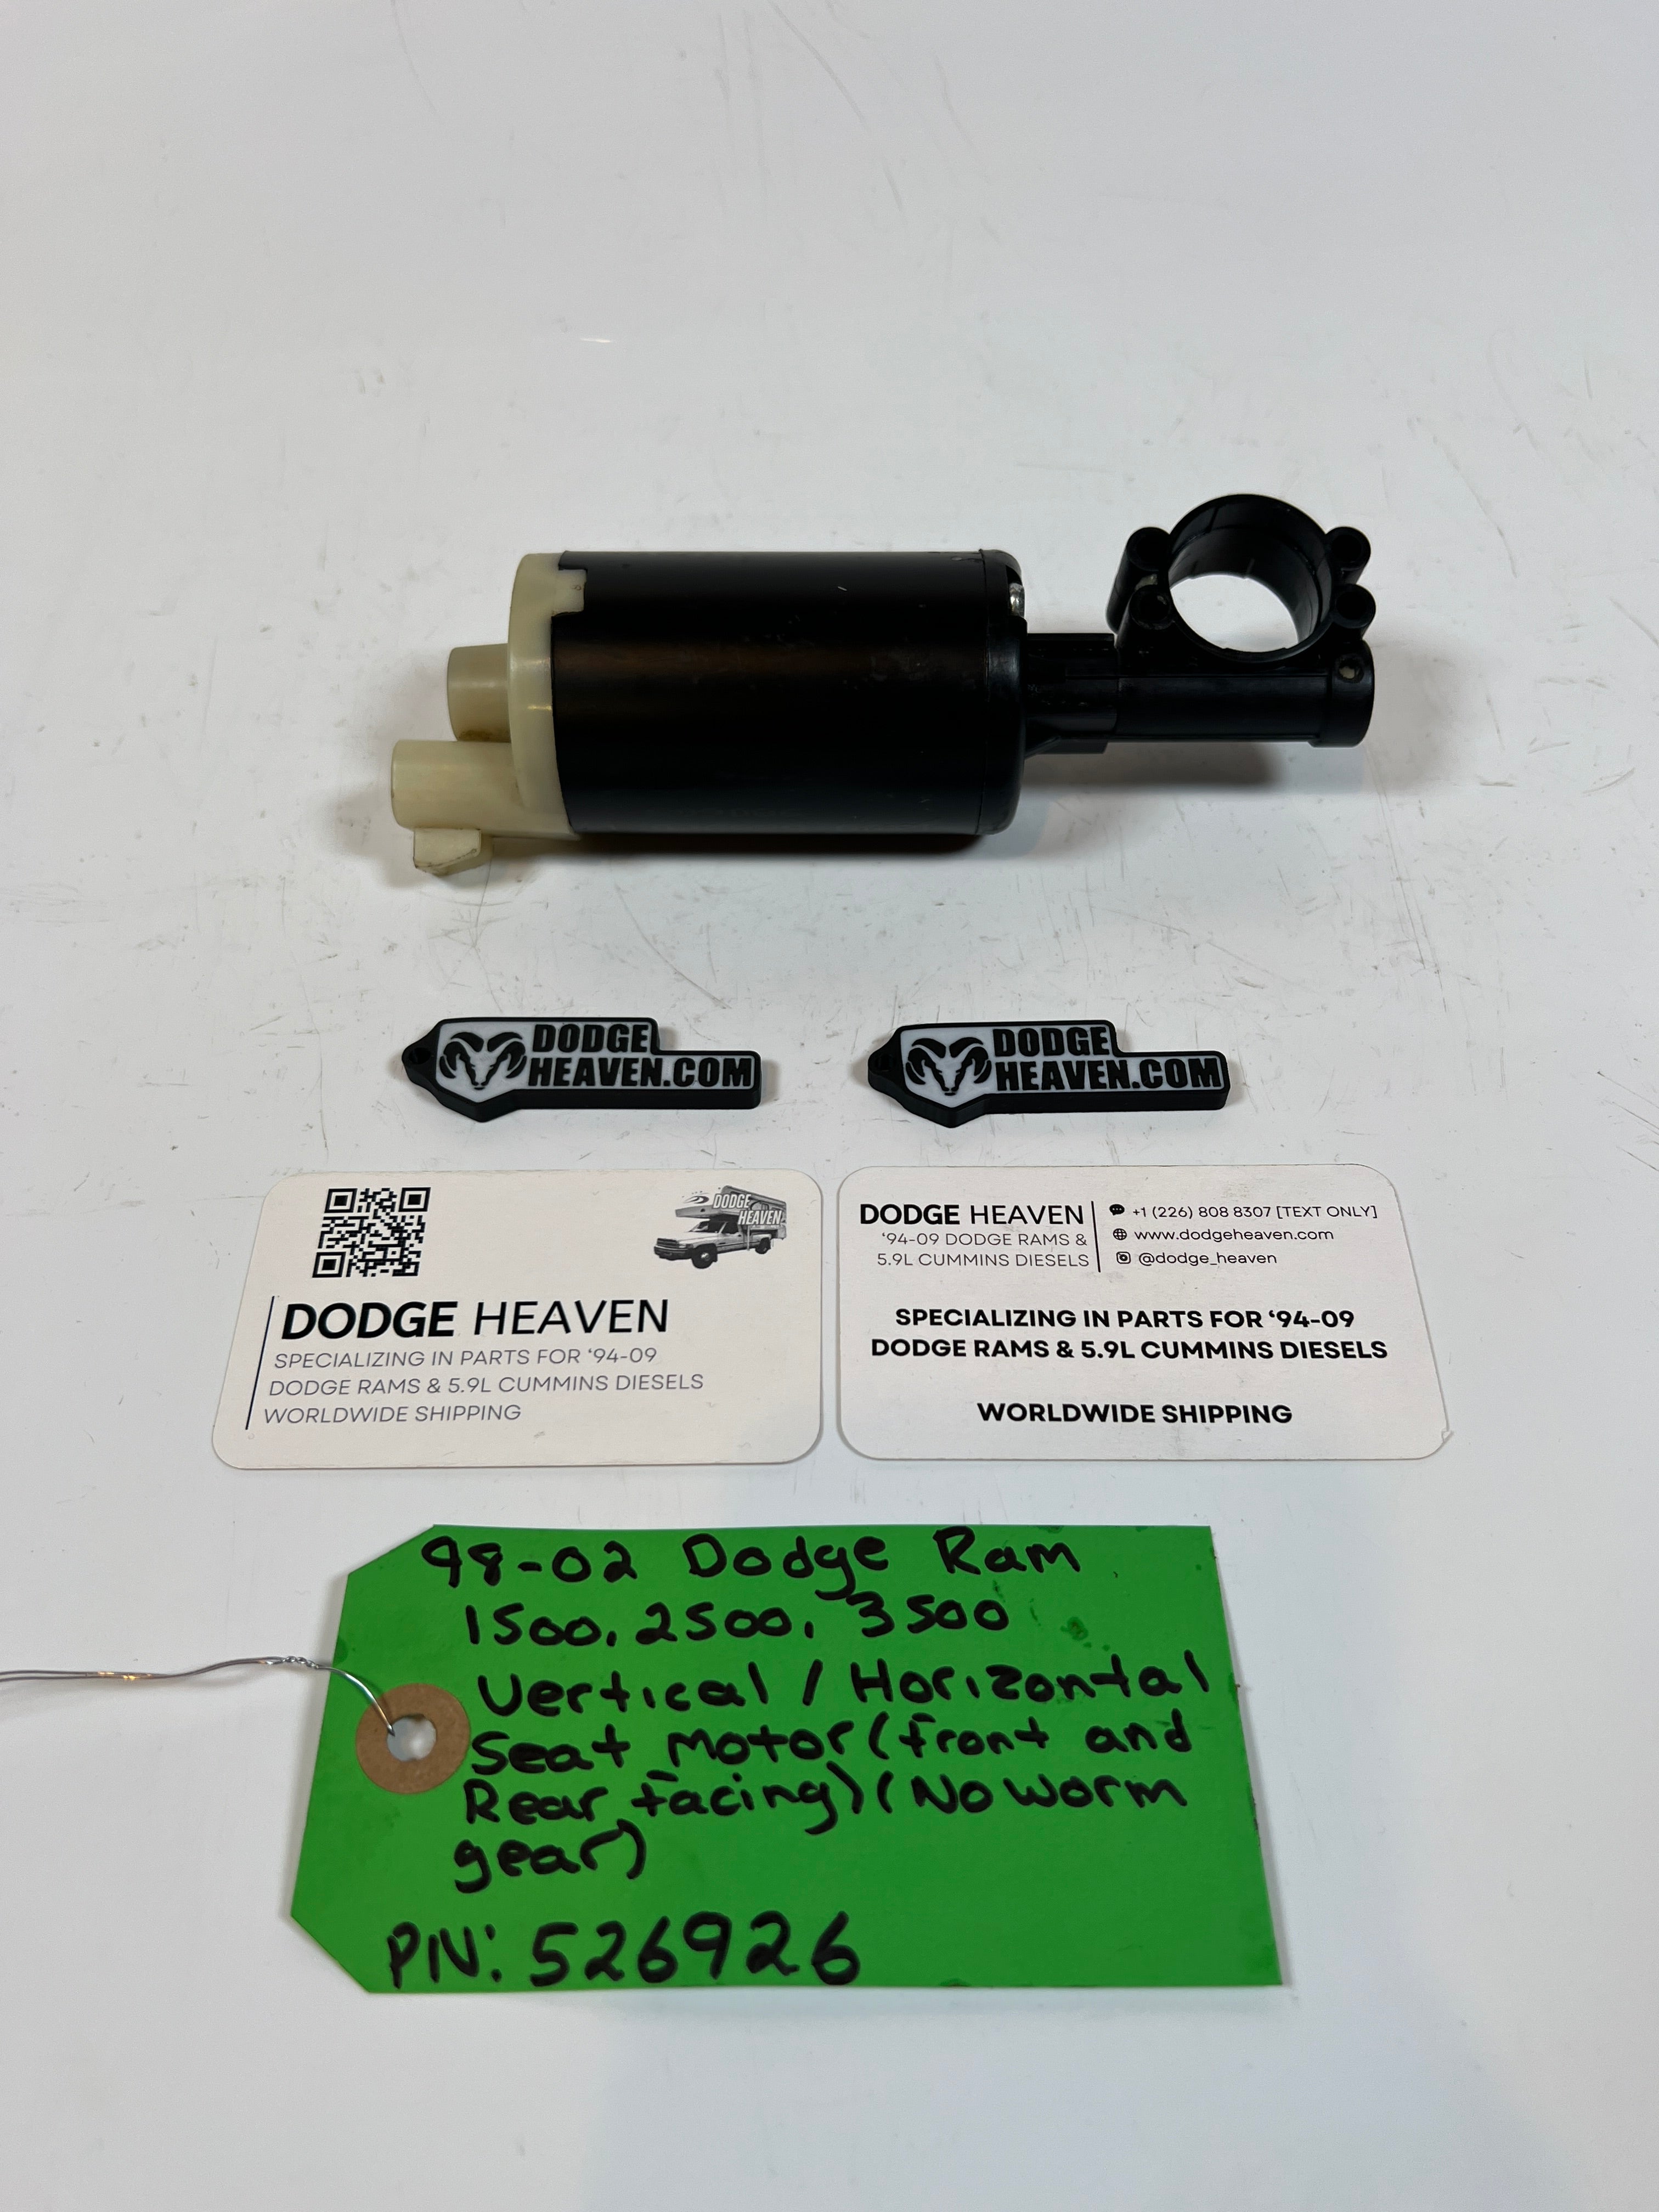 DODGE
HEAVEN.COM
DODGE
HEAVEN.COM
DODGE
HEAVEN
DODGE HEAVEN
SPECIALIZING IN PARTS FOR ‘94-09
DODGE RAMS & 5.9L CUMMINS DIESELS
WORLDWIDE SHIPPING
DODGE HEAVEN
‘94-09 DODGE RAMS &
5.9L CUMMINS DIESELS
+1 (226) 808 8307 [TEXT ONLY]
www.dodgeheaven.com
@dodge_heaven
SPECIALIZING IN PARTS FOR ‘94-09
DODGE RAMS & 5.9L CUMMINS DIESELS
WORLDWIDE SHIPPING
98-02 Dodge Ram
1500, 2500, 3500
Vertical / Horizontal
Seat Motor (Front and
Rear Facing) (No Worm
gear)
PN: 526926